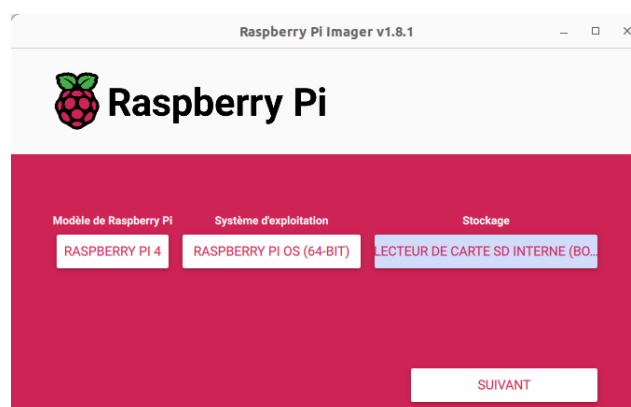 Raspberry Pi Imager v1.8.1
Raspberry Pi
Modèle de Raspberry Pi Système d'exploitation Stockage
RASPBERRY PI 4 RASPBERRY PI OS (64-BIT) LECTEUR DE CARTE SD INTERNE (BO...
SUIVANT